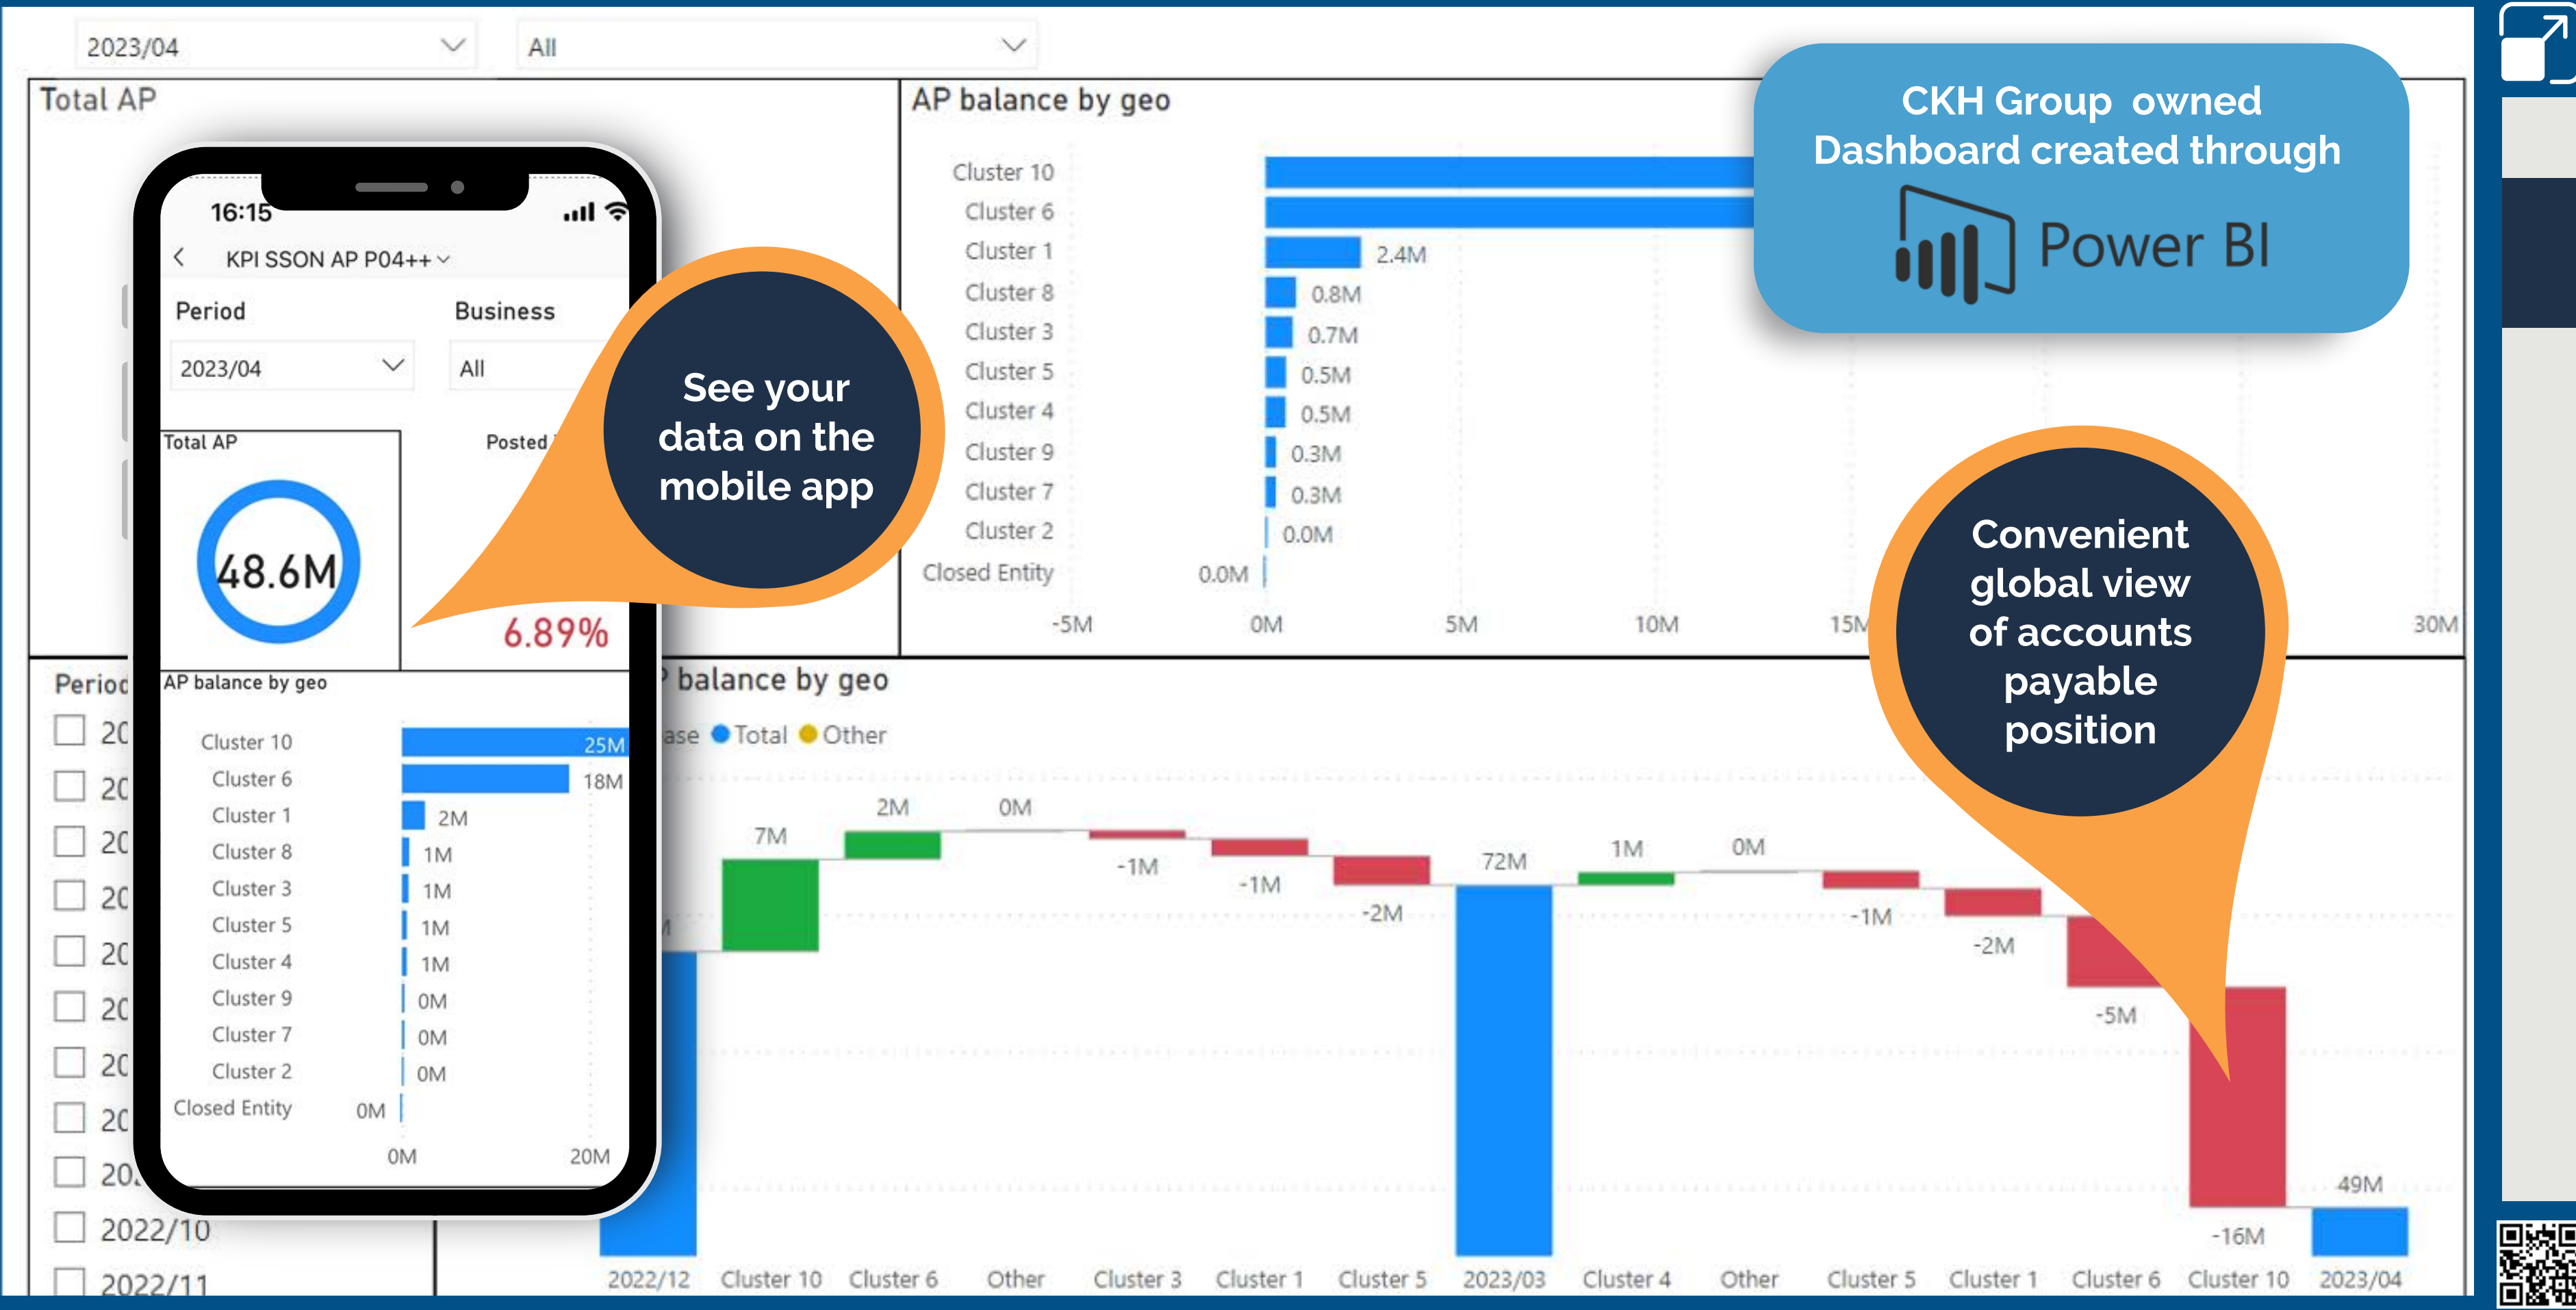 2023/04
All
Total AP
AP balance by geo
Cluster 10
Cluster 6
Cluster 1
2.4M
Cluster 8
0.8M
Cluster 3
0.7M
Cluster 5
0.5M
Cluster 4
0.5M
Cluster 9
0.3M
Cluster 7
0.3M
Cluster 2
0.0M
Closed Entity
0.0M
-5M
0M
5M
10M
30M
CKH Group owned
Dashboard created through
Power BI
16:15
KPI SSON AP P04++
Period
Business
2023/04
All
Total AP
Posted
48.6M
6.89%
AP balance by geo
Cluster 10
25M
Cluster 6
18M
Cluster 1
2M
Cluster 8
1M
Cluster 3
1M
Cluster 5
1M
Cluster 4
1M
Cluster 9
0M
Cluster 7
0M
Cluster 2
0M
Closed Entity
0M
0M
20M
See your
data on the
mobile app
Convenient
global view
of accounts
payable
position
2022/10
2022/11
balance by geo
Total
Other
7M
2M
0M
-1M
-1M
-2M
72M
1M
0M
-1M
-2M
-5M
-16M
49M
2022/12
Cluster 10
Cluster 6
Other
Cluster 3
Cluster 1
Cluster 5
2023/03
Cluster 4
Other
Cluster 5
Cluster 1
Cluster 6
Cluster 10
2023/04